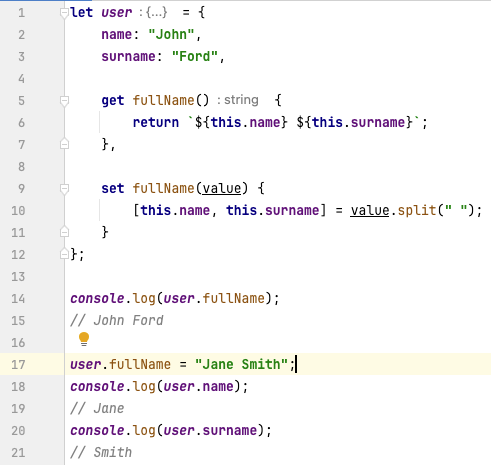 1 let user : {...} = {
2     name: "John",
3     surname: "Ford",
4
5     get fullName() : string {
6         return `${this.name} ${this.surname}`;
7     },
8
9     set fullName(value) {
10         [this.name, this.surname] = value.split(" ");
11     }
12 };
13
14 console.log(user.fullName);
15 // John Ford
16
17 user.fullName = "Jane Smith";
18 console.log(user.name);
19 // Jane
20 console.log(user.surname);
21 // Smith